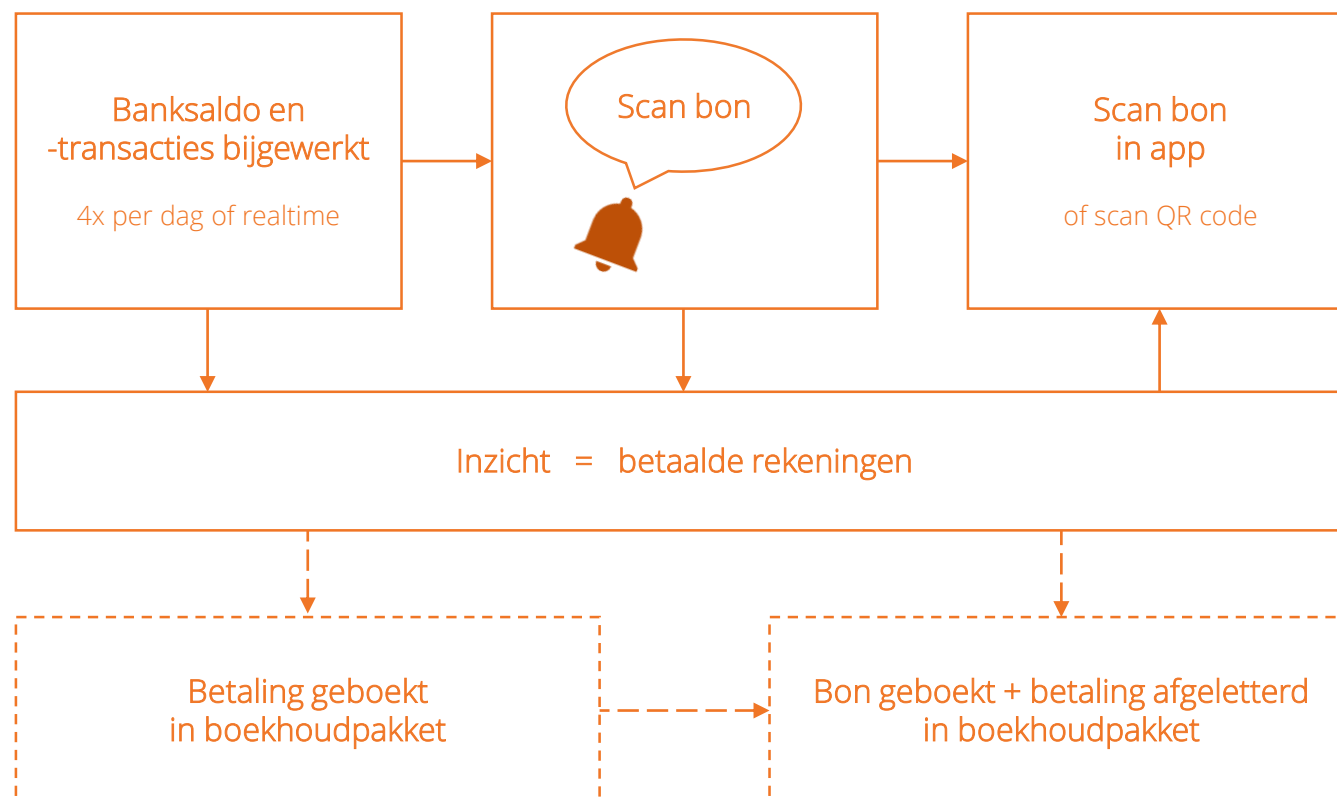 Banksaldo en
-transacties bijgewerkt
4x per dag of realtime
Scan bon
Scan bon
in app
of scan QR code
Inzicht = betaalde rekeningen
Betaling geboekt
in boekhoudpakket
Bon geboekt + betaling afgeletterd
in boekhoudpakket